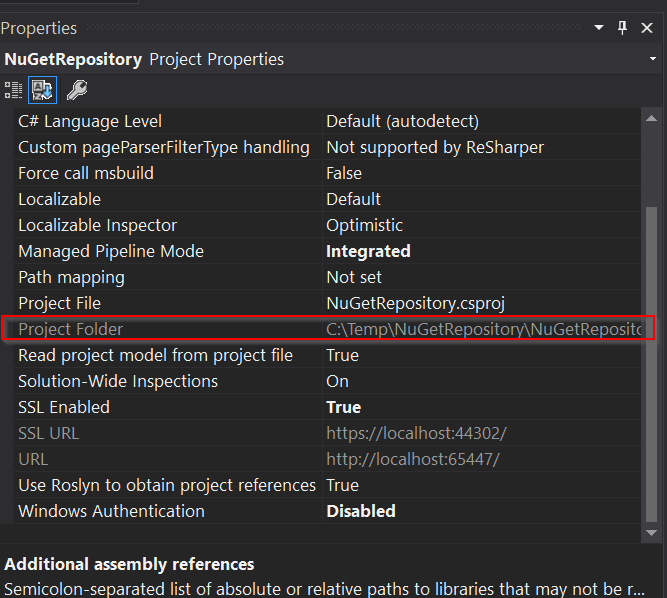 Properties
NuGetRepository Project Properties
C# Language Level Default (autodetect)
Custom pageParserFilterType handling Not supported by ReSharper
Force call msbuild False
Localizable Default
Localizable Inspector Optimistic
Managed Pipeline Mode Integrated
Path mapping Not set
Project File NuGetRepository.csproj
Project Folder C:\Temp\NuGetRepository\NuGetReposito
Read project model from project file True
Solution-Wide Inspections On
SSL Enabled True
SSL URL https://localhost:44302/
URL http://localhost:65447/
Use Roslyn to obtain project references True
Windows Authentication Disabled
Additional assembly references
Semicolon-separated list of absolute or relative paths to libraries that may not be r...